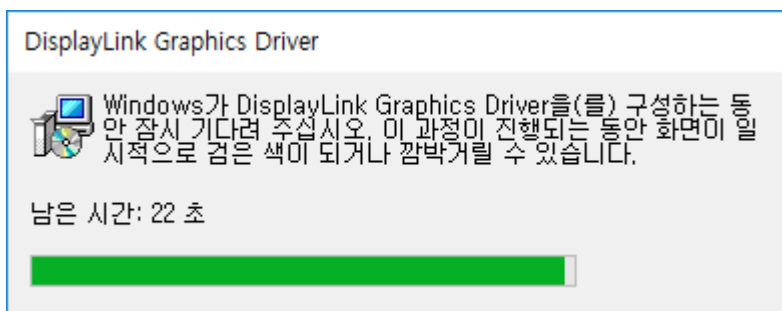 DisplayLink Graphics Driver
Windows가 DisplayLink Graphics Driver을(를) 구성하는 동
안 잠시 기다려 주십시오. 이 과정이 진행되는 동안 화면이 일
시적으로 검은 색이 되거나 깜박거릴 수 있습니다.
남은 시간: 22 초